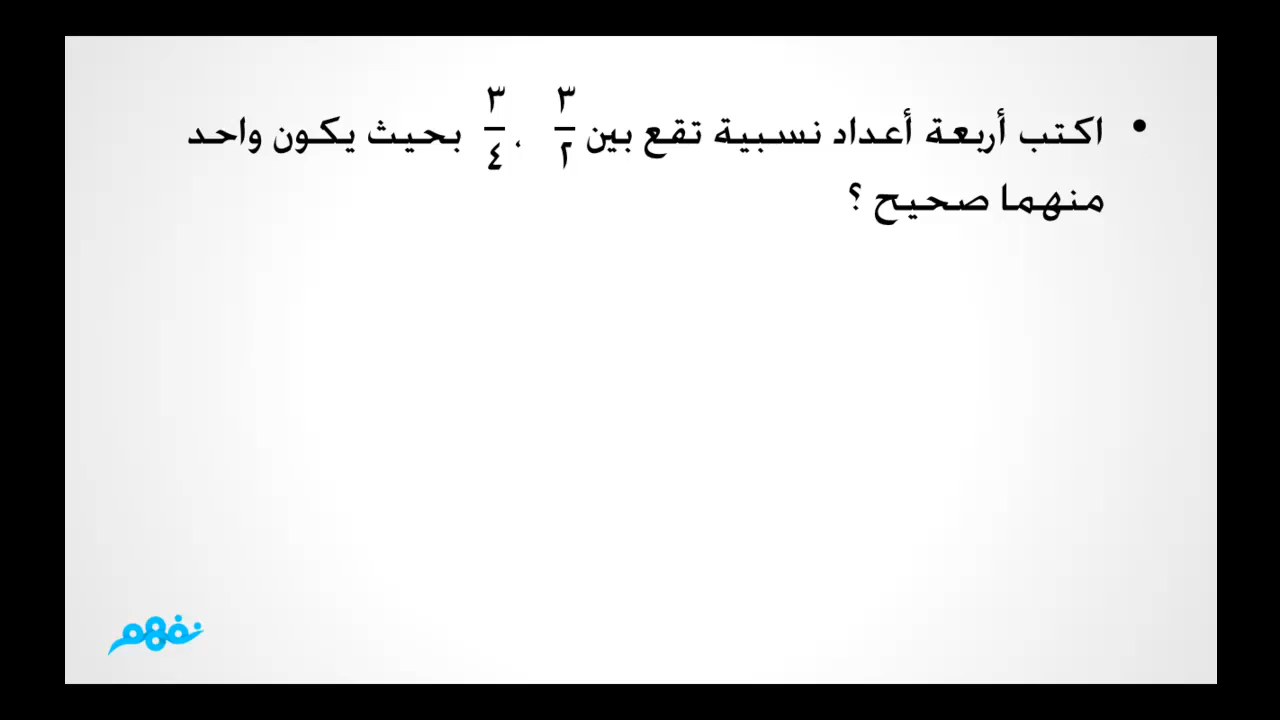 • اكتب أربعة أعداد نسبية تقع بين ٣/٢ ، ٣/٤ بحيث يكون واحد
منهما صحيح ؟
نفهم